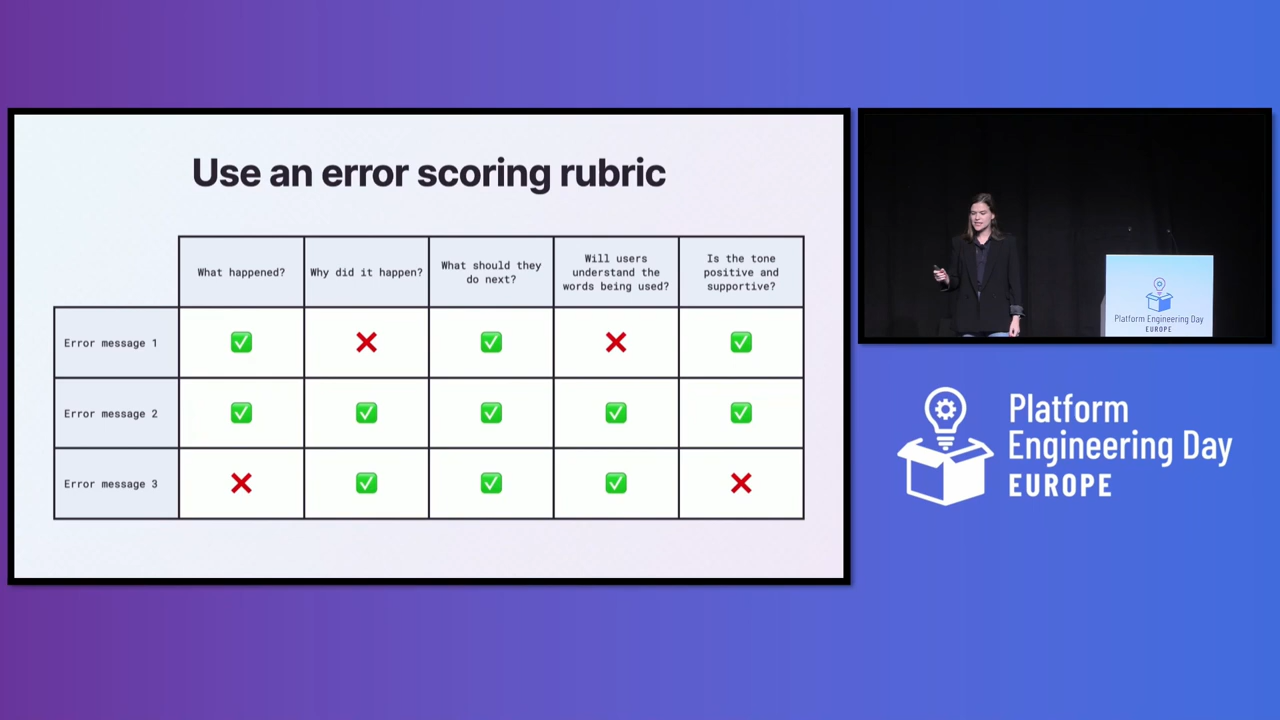 Use an error scoring rubric
What happened?
Why did it happen?
What should they
do next?
Will users
understand the
words being used?
Is the tone
positive and
supportive?
Error message 1
Error message 2
Error message 3
Platform Engineering Day
EUROPE
Platform
Engineering Day
EUROPE